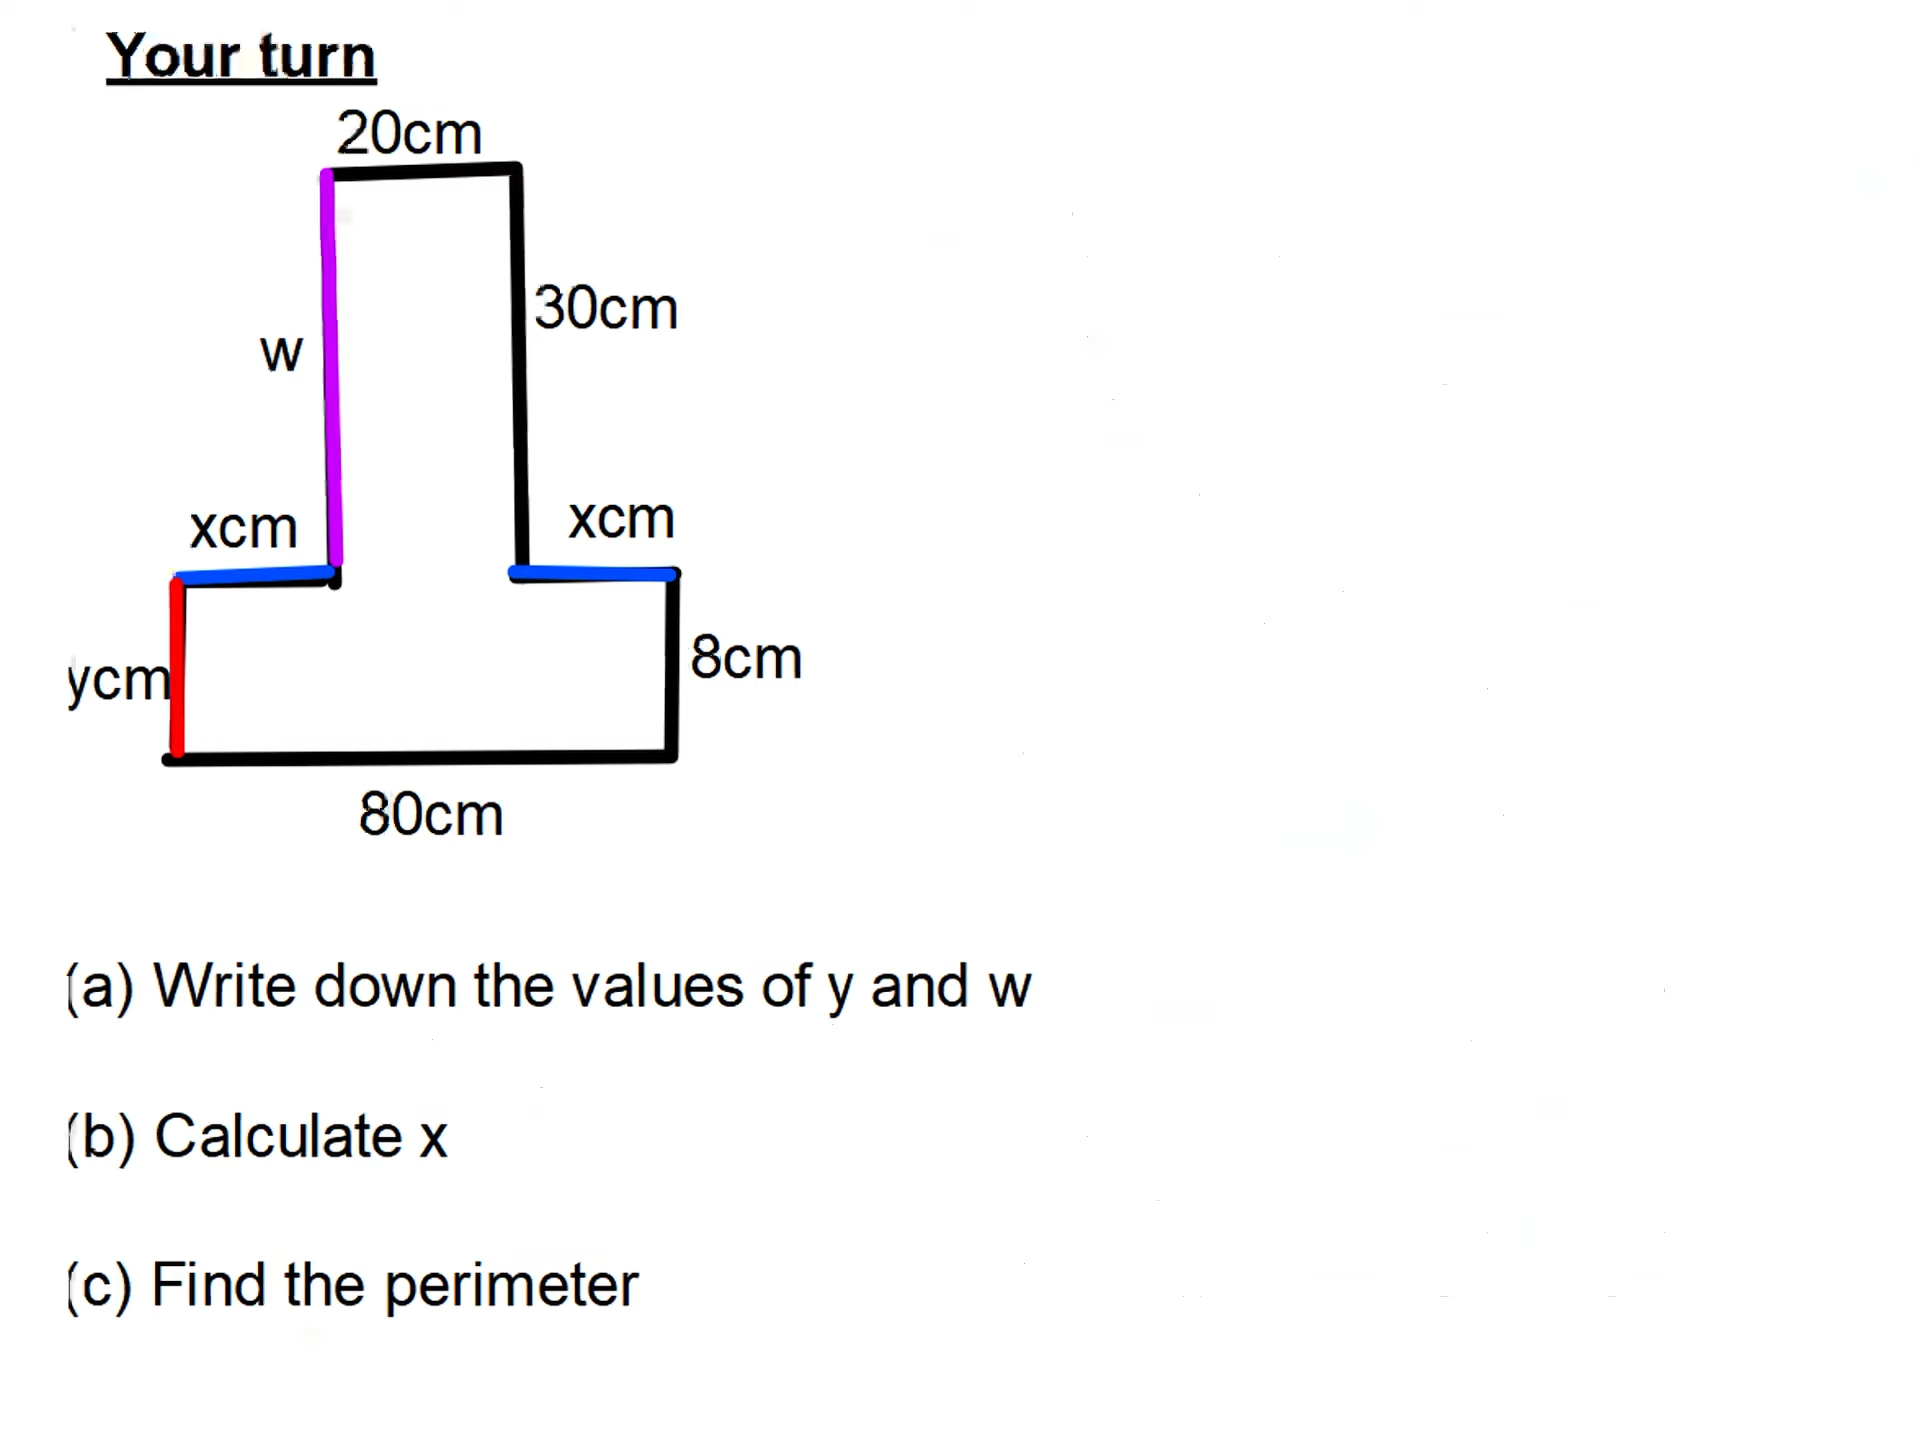 Your turn
20cm
30cm
w
xcm
xcm
8cm
ycm
80cm
(a) Write down the values of y and w
(b) Calculate x
(c) Find the perimeter